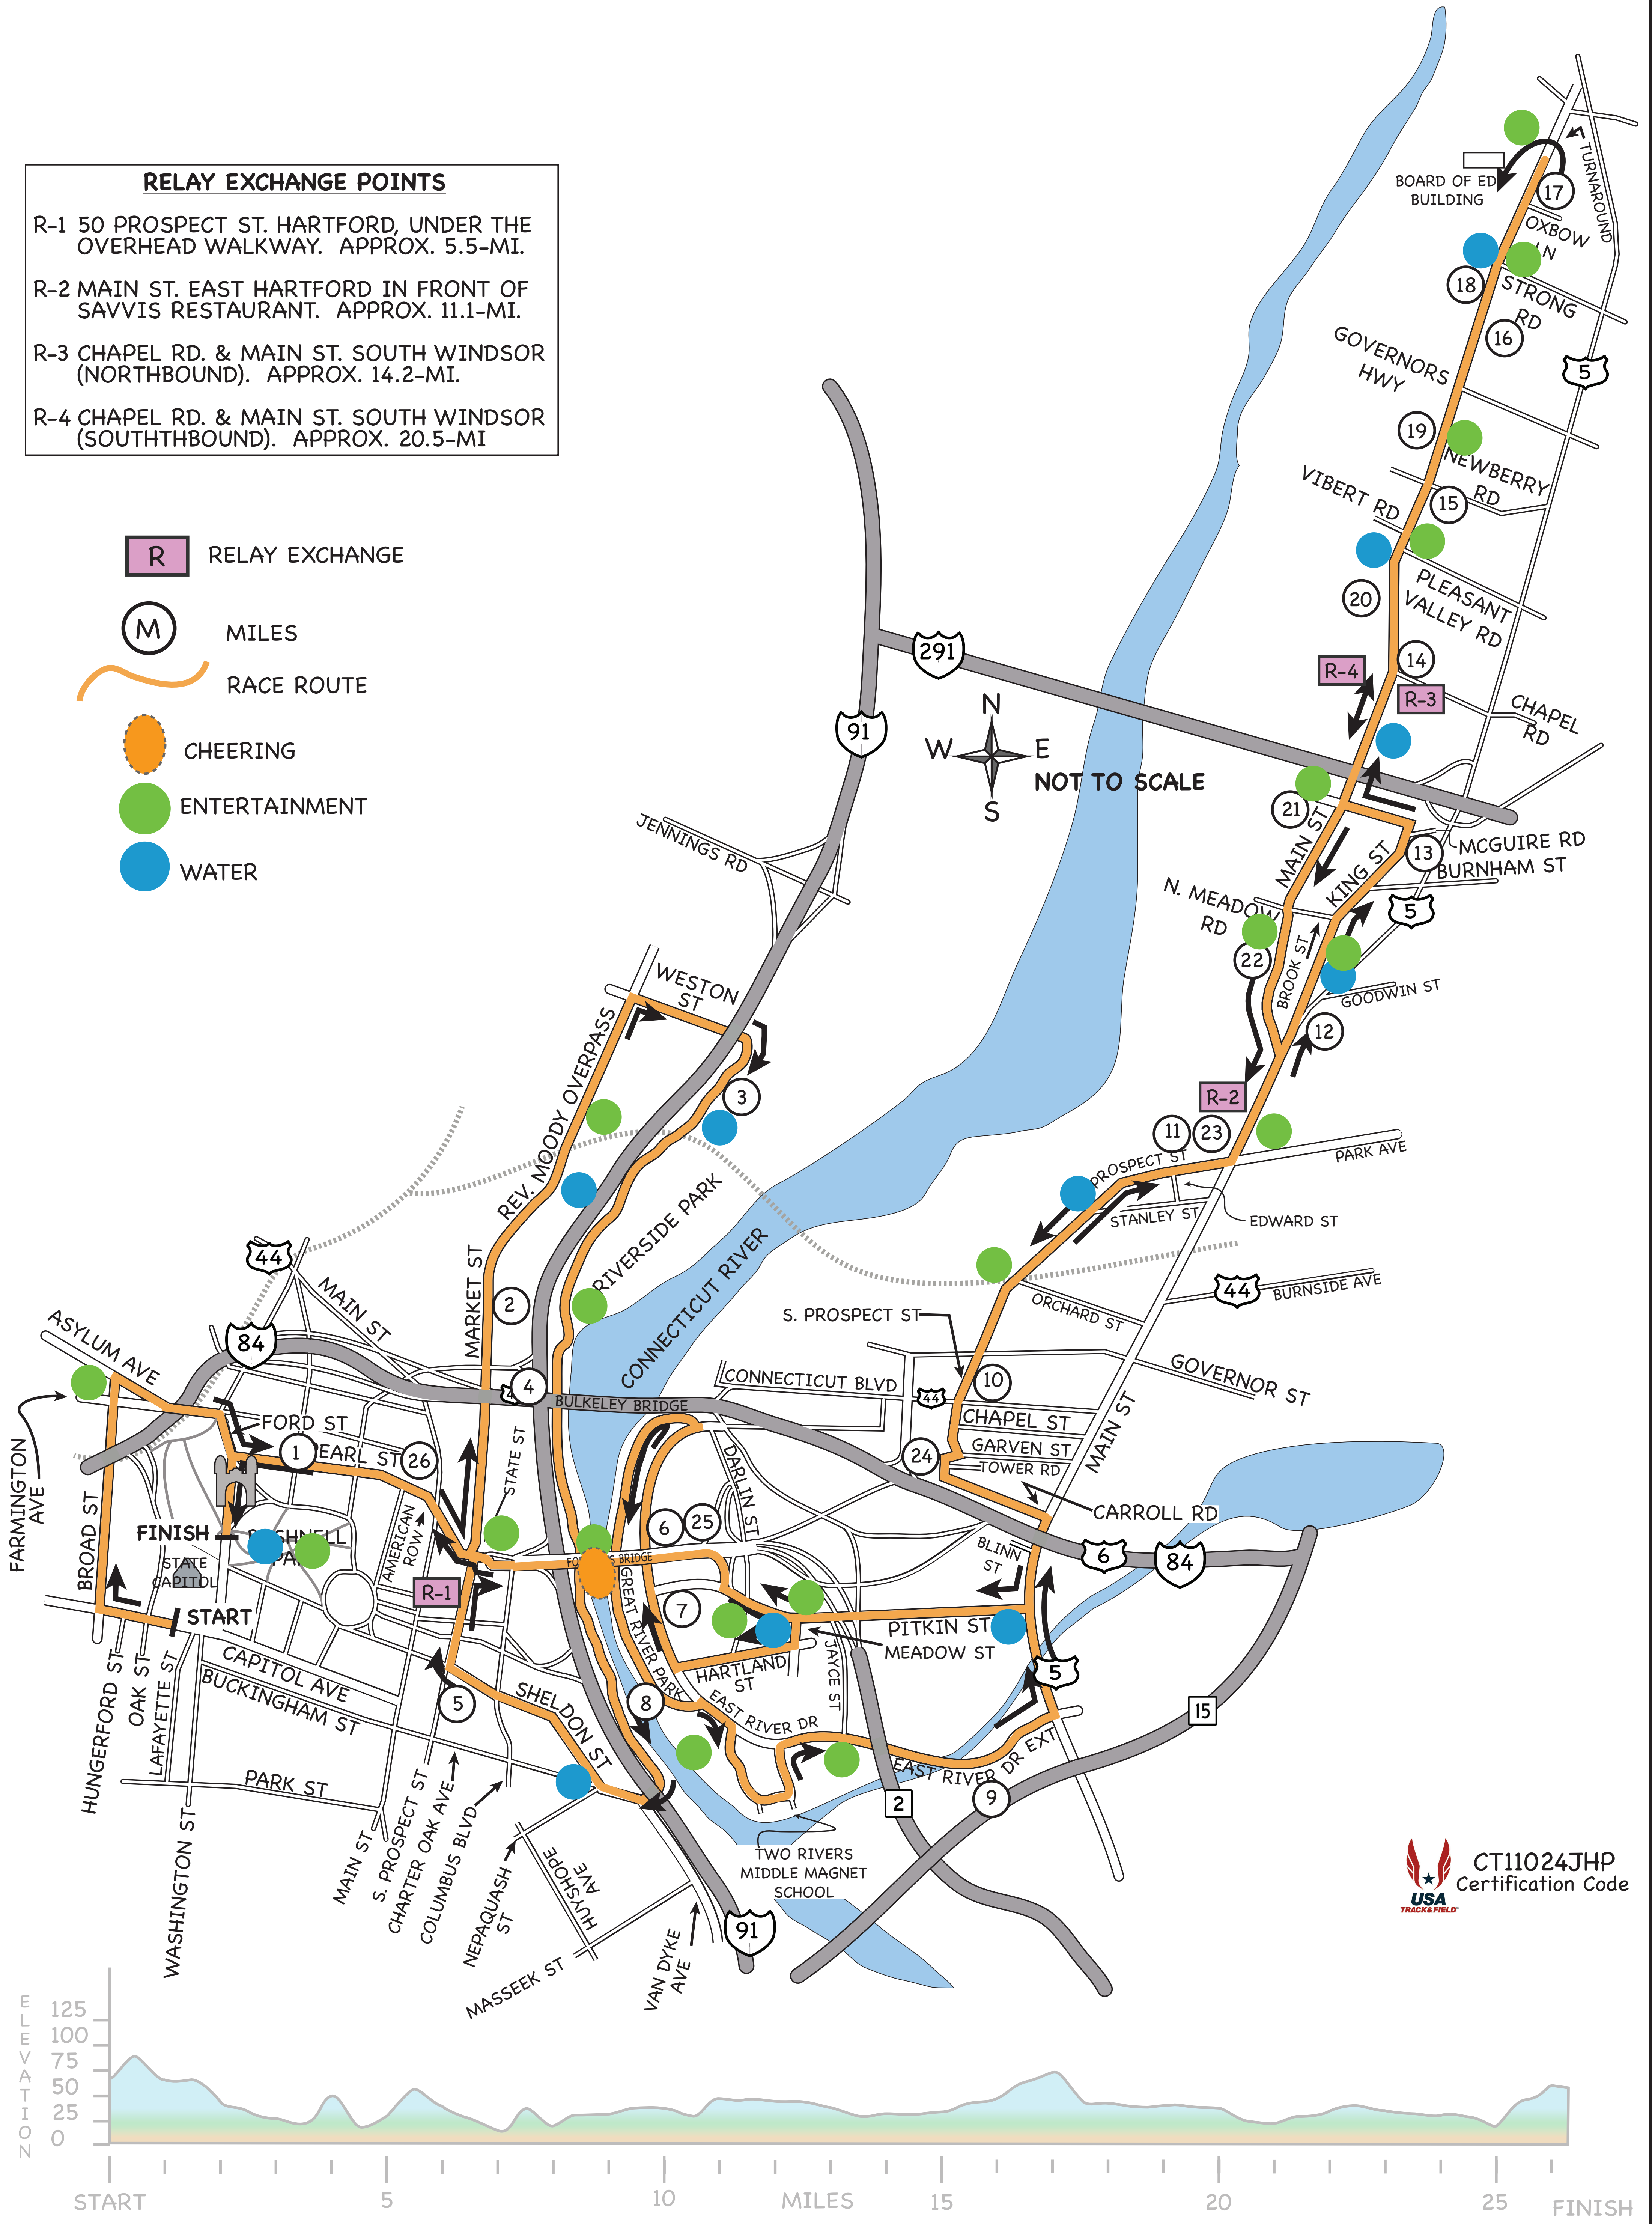 RELAY EXCHANGE POINTS
R-1 50 PROSPECT ST. HARTFORD, UNDER THE
OVERHEAD WALKWAY. APPROX. 5.5-MI.
R-2 MAIN ST. EAST HARTFORD IN FRONT OF
SAVVIS RESTAURANT. APPROX. 11.1-MI.
R-3 CHAPEL RD. & MAIN ST. SOUTH WINDSOR
(NORTHBOUND). APPROX. 14.2-MI.
R-4 CHAPEL RD. & MAIN ST. SOUTH WINDSOR
(SOUTHTHBOUND). APPROX. 20.5-MI
R RELAY EXCHANGE
M MILES
RACE ROUTE
CHEERING
ENTERTAINMENT
WATER
TURNAROUND
BOARD OF ED
BUILDING
17
OXBOW
LN
18
STRONG
RD
16
GOVERNORS
HWY
5
19
NEWBERRY
RD
15
VIBERT RD
20
PLEASANT
VALLEY RD
14
R-4
R-3
CHAPEL
RD
291
91
N
W E
S
NOT TO SCALE
21
MAIN ST
13
MCGUIRE RD
BURNHAM ST
KING ST
5
N. MEADOW
RD
22
BROOK ST
GOODWIN ST
12
JENNINGS RD
WESTON
ST
REV. MOODY OVERPASS
3
R-2
11
23
PROSPECT ST
PARK AVE
STANLEY ST
EDWARD ST
RIVERSIDE PARK
CONNECTICUT RIVER
MARKET ST
2
44
MAIN ST
84
ASYLUM AVE
S. PROSPECT ST
ORCHARD ST
44
BURNSIDE AVE
GOVERNOR ST
10
CONNECTICUT BLVD
44
4
BULKELEY BRIDGE
CHAPEL ST
GARVEN ST
TOWER RD
24
MAIN ST
CARROLL RD
FORD ST
1
PEARL ST
26
STATE ST
DARLIN ST
FARMINGTON
AVE
BROAD ST
FINISH
BUSHNELL
PARK
STATE
CAPITOL
START
AMERICAN
ROW
R-1
6
25
BLINN
ST
6
84
GREAT RIVER PARK
7
PITKIN ST
MEADOW ST
HARTLAND
ST
JAYCE ST
5
8
EAST RIVER DR
EAST RIVER DR EXT
15
CAPITOL AVE
BUCKINGHAM ST
5
SHELDON ST
HUNGERFORD ST
OAK ST
LAFAYETTE ST
PARK ST
WASHINGTON ST
MAIN ST
S. PROSPECT ST
CHARTER OAK AVE
COLUMBUS BLVD
NEPAQUASH
ST
HUYSHOPE
AVE
MASSEEK ST
VAN DYKE
AVE
91
2
9
TWO RIVERS
MIDDLE MAGNET
SCHOOL
CT11024JHP
Certification Code
USA
TRACK&FIELD
ELEVATION
125
100
75
50
25
0
START 5 10 MILES 15 20 25 FINISH